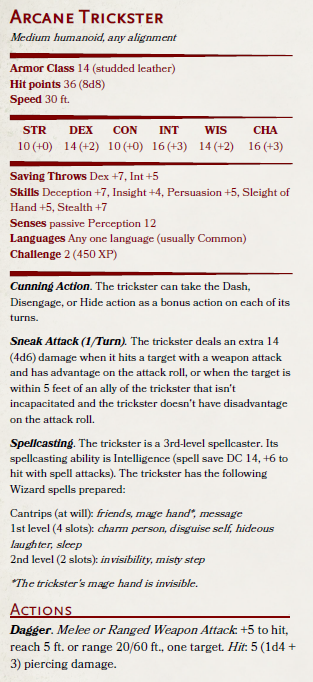 Arcane Trickster
Medium humanoid, any alignment
Armor Class 14 (studded leather)
Hit points 36 (8d8)
Speed 30 ft.
STR DEX CON INT WIS CHA
10 (+0) 14 (+2) 10 (+0) 16 (+3) 14 (+2) 16 (+3)
Saving Throws Dex +7, Int +5
Skills Deception +7, Insight +4, Persuasion +5, Sleight of
Hand +5, Stealth +7
Senses passive Perception 12
Languages Any one language (usually Common)
Challenge 2 (450 XP)
Cunning Action. The trickster can take the Dash,
Disengage, or Hide action as a bonus action on each of its
turns.
Sneak Attack (1/Turn). The trickster deals an extra 14
(4d6) damage when it hits a target with a weapon attack
and has advantage on the attack roll, or when the target is
within 5 feet of an ally of the trickster that isn't
incapacitated and the trickster doesn't have disadvantage
on the attack roll.
Spellcasting. The trickster is a 3rd-level spellcaster. Its
spellcasting ability is Intelligence (spell save DC 14, +6 to
hit with spell attacks). The trickster has the following
Wizard spells prepared:
Cantrips (at will): friends, mage hand*, message
1st level (4 slots): charm person, disguise self, hideous
laughter, sleep
2nd level (2 slots): invisibility, misty step
*The trickster's mage hand is invisible.
Actions
Dagger. Melee or Ranged Weapon Attack: +5 to hit,
reach 5 ft. or range 20/60 ft., one target. Hit: 5 (1d4 +
3) piercing damage.